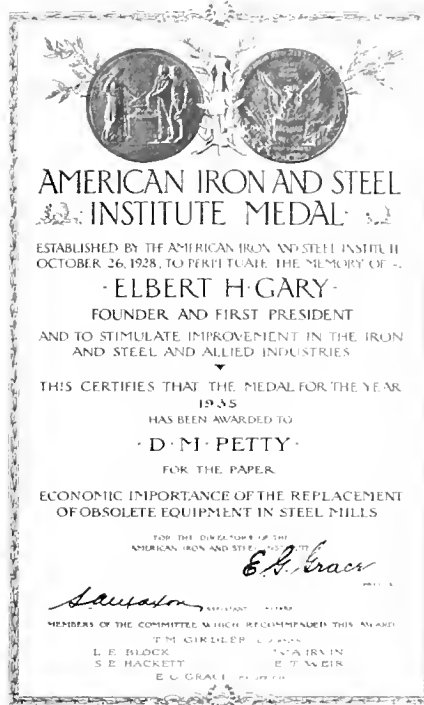 AMERICAN IRON AND STEEL
INSTITUTE MEDAL
ESTABLISHED BY THE AMERICAN IRON AND STEEL INSTITUTE
OCTOBER 26, 1928, TO PERPETUATE THE MEMORY OF
· ELBERT H · GARY ·
FOUNDER AND FIRST PRESIDENT
AND TO STIMULATE IMPROVEMENT IN THE IRON
AND STEEL AND ALLIED INDUSTRIES
THIS CERTIFIES THAT THE MEDAL FOR THE YEAR
1935
HAS BEEN AWARDED TO
· D · M · PETTY ·
FOR THE PAPER
ECONOMIC IMPORTANCE OF THE REPLACEMENT
OF OBSOLETE EQUIPMENT IN STEEL MILLS
FOR THE DIRECTORS OF THE
AMERICAN IRON AND STEEL INSTITUTE
E. G. Grace
MEMBERS OF THE COMMITTEE WHICH RECOMMENDED THIS AWARD
T M GIRDLER
L E BLOCK
IRVIN
S E HACKETT
E T WEIR
E G GRACE